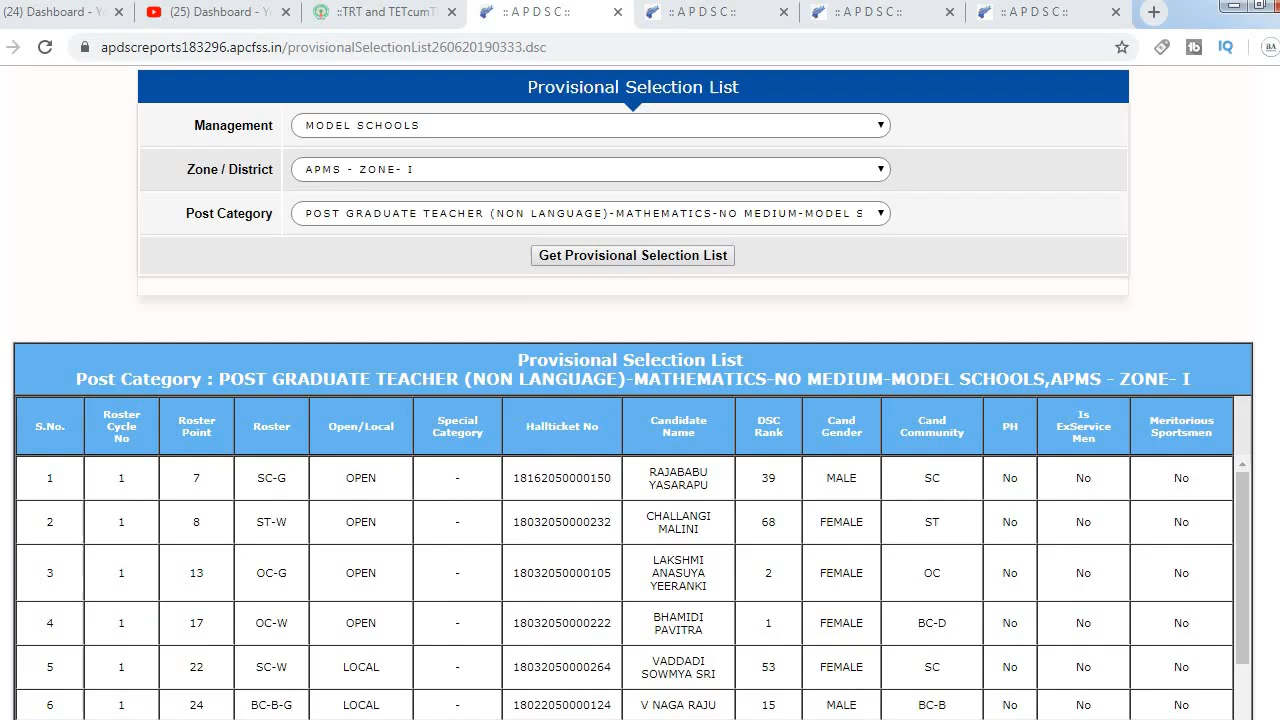 (24) Dashboard - Y
(25) Dashboard - Y
::TRT and TETcumT
:: A P D S C ::
:: A P D S C ::
:: A P D S C ::
:: A P D S C ::
apdscreports183296.apcfss.in/provisionalSelectionList260620190333.dsc
Provisional Selection List
Management MODEL SCHOOLS
Zone / District APMS - ZONE- I
Post Category POST GRADUATE TEACHER (NON LANGUAGE)-MATHEMATICS-NO MEDIUM-MODEL S
Get Provisional Selection List
Provisional Selection List
Post Category : POST GRADUATE TEACHER (NON LANGUAGE)-MATHEMATICS-NO MEDIUM-MODEL SCHOOLS,APMS - ZONE- I
S.No. Roster Cycle No Roster Point Roster Open/Local Special Category Hallticket No Candidate Name DSC Rank Cand Gender Cand Community PH Is ExService Men Meritorious Sportsmen
1 1 7 SC-G OPEN - 18162050000150 RAJABABU YASARAPU 39 MALE SC No No No
2 1 8 ST-W OPEN - 18032050000232 CHALLANGI MALINI 68 FEMALE ST No No No
3 1 13 OC-G OPEN - 18032050000105 LAKSHMI ANASUYA YEERANKI 2 FEMALE OC No No No
4 1 17 OC-W OPEN - 18032050000222 BHAMIDI PAVITRA 1 FEMALE BC-D No No No
5 1 22 SC-W LOCAL - 18032050000264 VADDADI SOWMYA SRI 53 FEMALE SC No No No
6 1 24 BC-B-G LOCAL - 18022050000124 V NAGA RAJU 15 MALE BC-B No No No